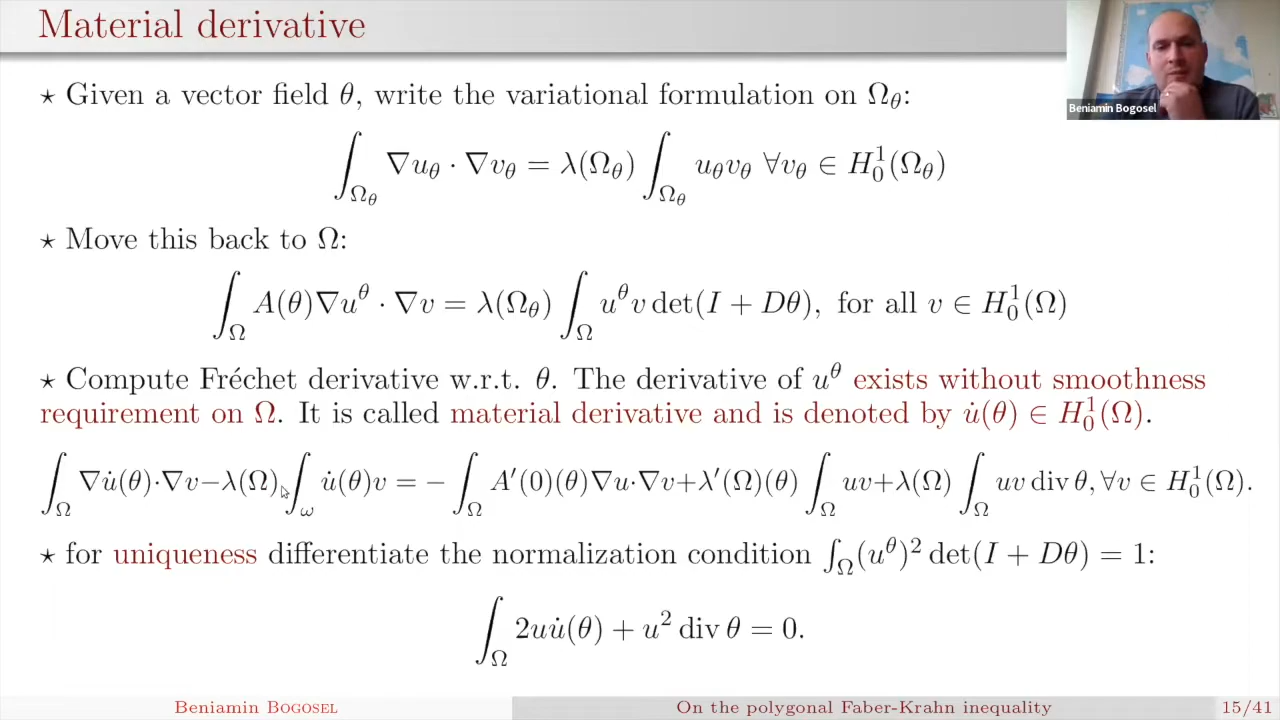 Material derivative
Beniamin Bogosel
⋆ Given a vector field θ, write the variational formulation on Ω_θ:
∫_{Ω_θ} ∇u_θ · ∇v_θ = λ(Ω_θ) ∫_{Ω_θ} u_θ v_θ ∀v_θ ∈ H^1_0(Ω_θ)
⋆ Move this back to Ω:
∫_Ω A(θ)∇u^θ · ∇v = λ(Ω_θ) ∫_Ω u^θ v det(I + Dθ), for all v ∈ H^1_0(Ω)
⋆ Compute Fréchet derivative w.r.t. θ. The derivative of u^θ exists without smoothness
requirement on Ω. It is called material derivative and is denoted by u̇(θ) ∈ H^1_0(Ω).
∫_Ω ∇u̇(θ)·∇v−λ(Ω) ∫_ω u̇(θ)v = − ∫_Ω A′(0)(θ)∇u·∇v+λ′(Ω)(θ) ∫_Ω uv+λ(Ω) ∫_Ω uv div θ, ∀v ∈ H^1_0(Ω).
⋆ for uniqueness differentiate the normalization condition ∫_Ω(u^θ)^2 det(I + Dθ) = 1:
∫_Ω 2uu̇(θ) + u^2 div θ = 0.
Beniamin Bogosel On the polygonal Faber-Krahn inequality 15/41